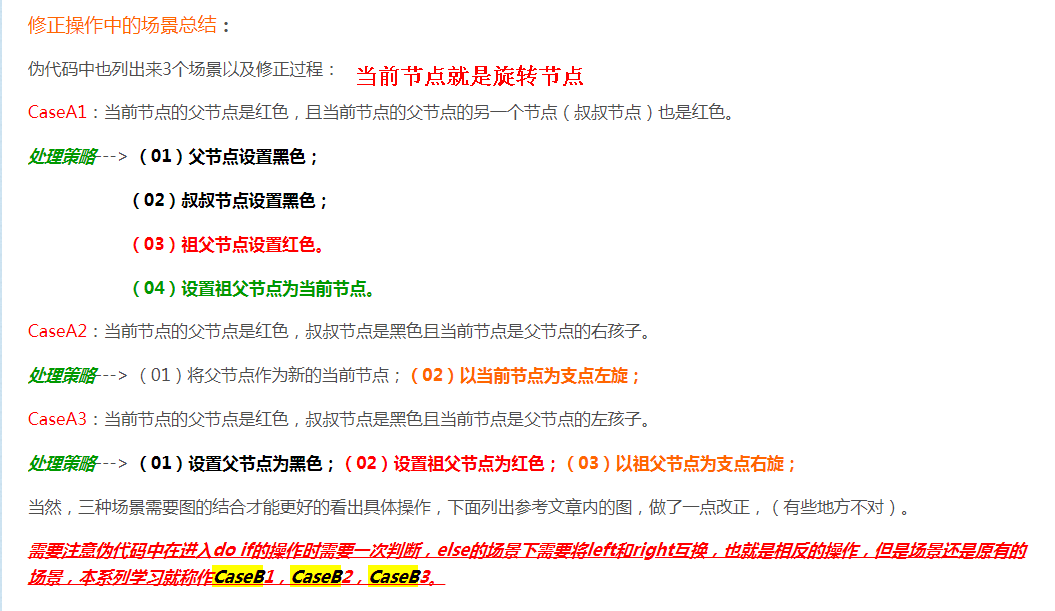 修正操作中的场景总结：
伪代码中也列出来3个场景以及修正过程： 当前节点就是旋转节点
CaseA1：当前节点的父节点是红色，且当前节点的父节点的另一个节点（叔叔节点）也是红色。
处理策略---> （01）父节点设置黑色；
（02）叔叔节点设置黑色；
（03）祖父节点设置红色。
（04）设置祖父节点为当前节点。
CaseA2：当前节点的父节点是红色，叔叔节点是黑色且当前节点是父节点的右孩子。
处理策略---> （01）将父节点作为新的当前节点；（02）以当前节点为支点左旋；
CaseA3：当前节点的父节点是红色，叔叔节点是黑色且当前节点是父节点的左孩子。
处理策略---> （01）设置父节点为黑色；（02）设置祖父节点为红色；（03）以祖父节点为支点右旋；
当然，三种场景需要图的结合才能更好的看出具体操作，下面列出参考文章内的图，做了一点改正，（有些地方不对）。
需要注意伪代码中在进入do if的操作时需要一次判断，else的场景下需要将left和right互换，也就是相反的操作，但是场景还是原有的
场景，本系列学习就称作CaseB1，CaseB2，CaseB3。